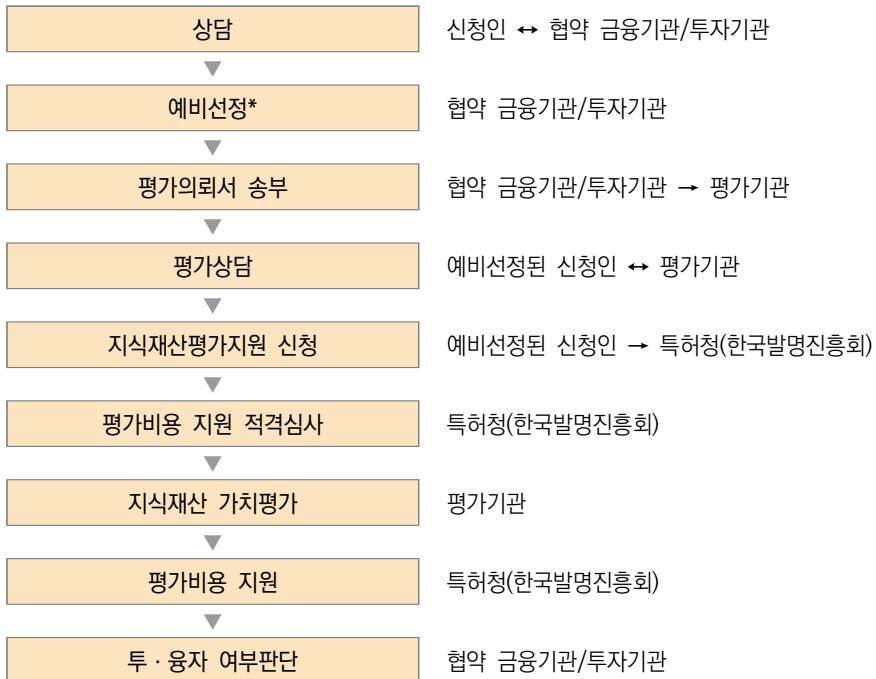 상담 신청인 ↔ 협약 금융기관/투자기관
▼
예비선정* 협약 금융기관/투자기관
▼
평가의뢰서 송부 협약 금융기관/투자기관 → 평가기관
▼
평가상담 예비선정된 신청인 ↔ 평가기관
▼
지식재산평가지원 신청 예비선정된 신청인 → 특허청(한국발명진흥회)
▼
평가비용 지원 적격심사 특허청(한국발명진흥회)
▼
지식재산 가치평가 평가기관
▼
평가비용 지원 특허청(한국발명진흥회)
▼
투 · 융자 여부판단 협약 금융기관/투자기관